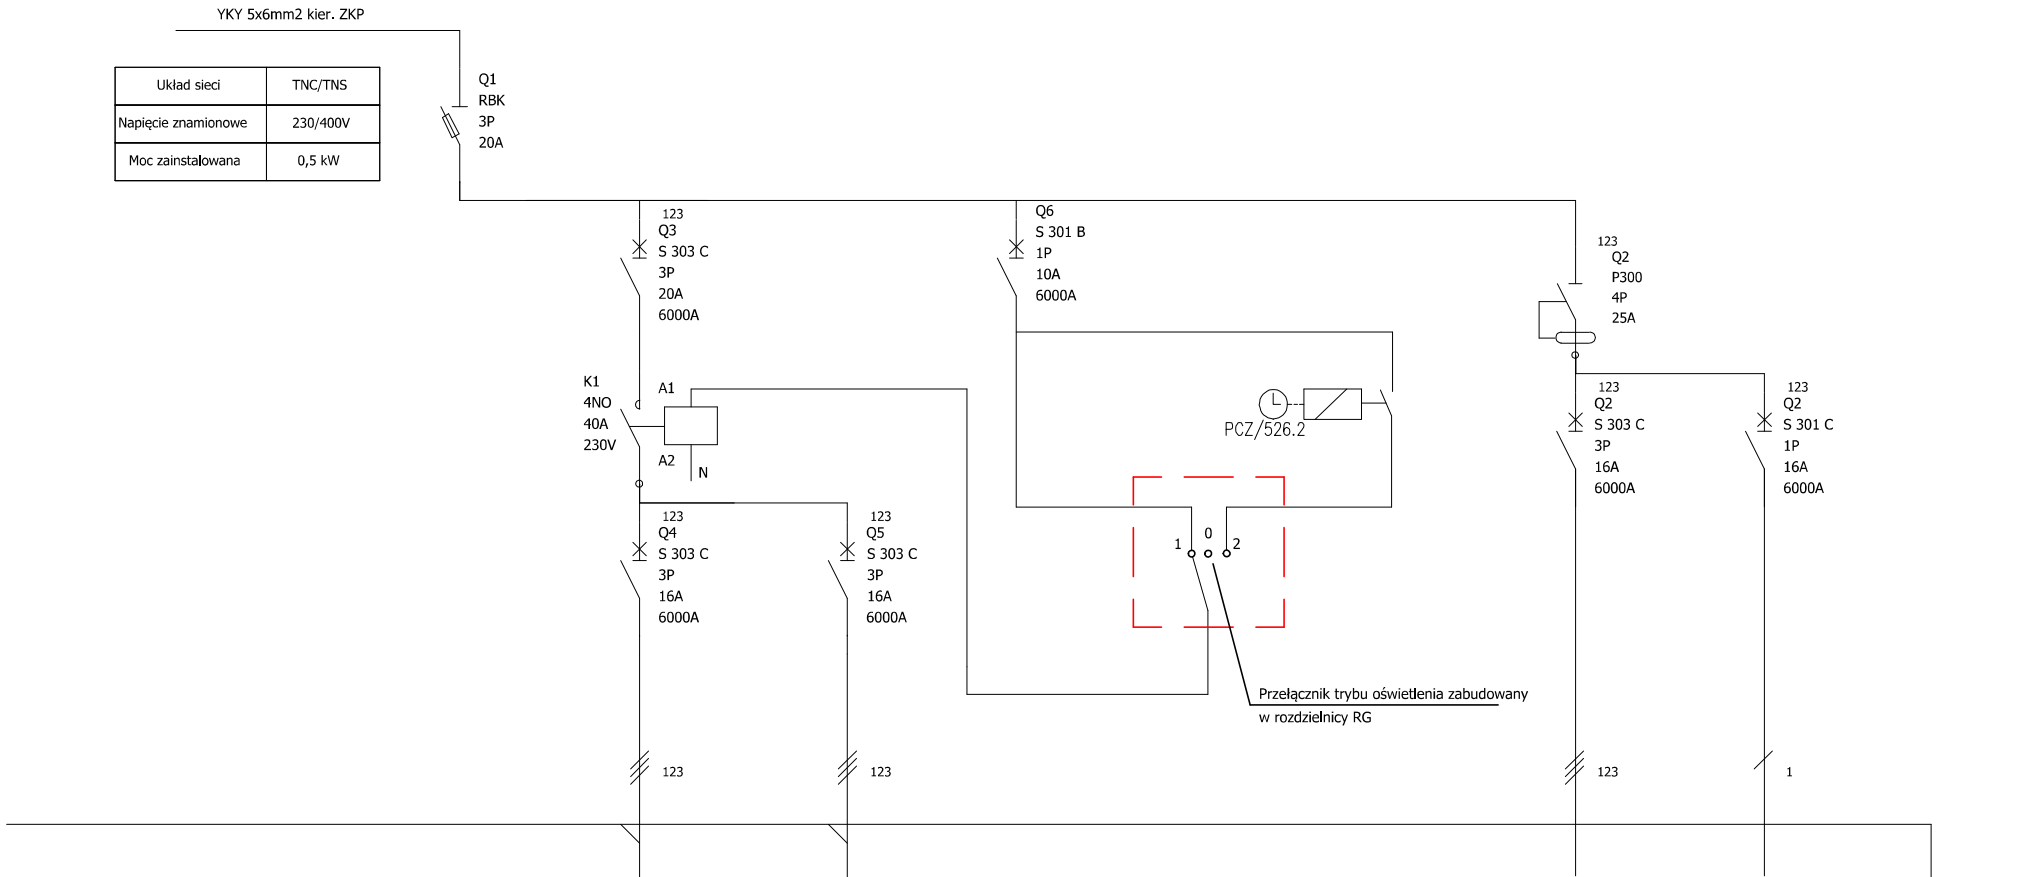 YKY 5x6mm2 kier. ZKP
Układ sieci TNC/TNS
Napięcie znamionowe 230/400V
Moc zainstalowana 0,5 kW
Q1
RBK
3P
20A
123
Q3
S 303 C
3P
20A
6000A
Q6
S 301 B
1P
10A
6000A
123
Q2
P300
4P
25A
K1
4NO
40A
230V
A1
A2
N
PCZ/526.2
123
Q2
S 303 C
3P
16A
6000A
123
Q2
S 301 C
1P
16A
6000A
123
Q4
S 303 C
3P
16A
6000A
123
Q5
S 303 C
3P
16A
6000A
1 0 2
Przełącznik trybu oświetlenia zabudowany
w rozdzielnicy RG
123
123
123
1